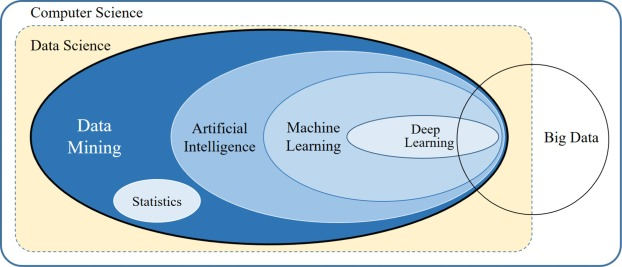 Computer Science
Data Science
Data
Mining
Artificial
Intelligence
Machine
Learning
Deep
Learning
Big Data
Statistics